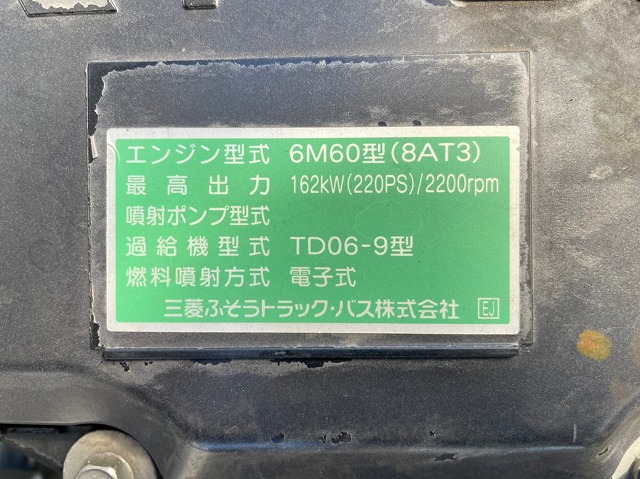 エンジン型式 6M60型(8AT3)
最高出力 162kW(220PS)/2200rpm
噴射ポンプ型式
過給機型式 TD06-9型
燃料噴射方式 電子式
三菱ふそうトラック・バス株式会社 EJ